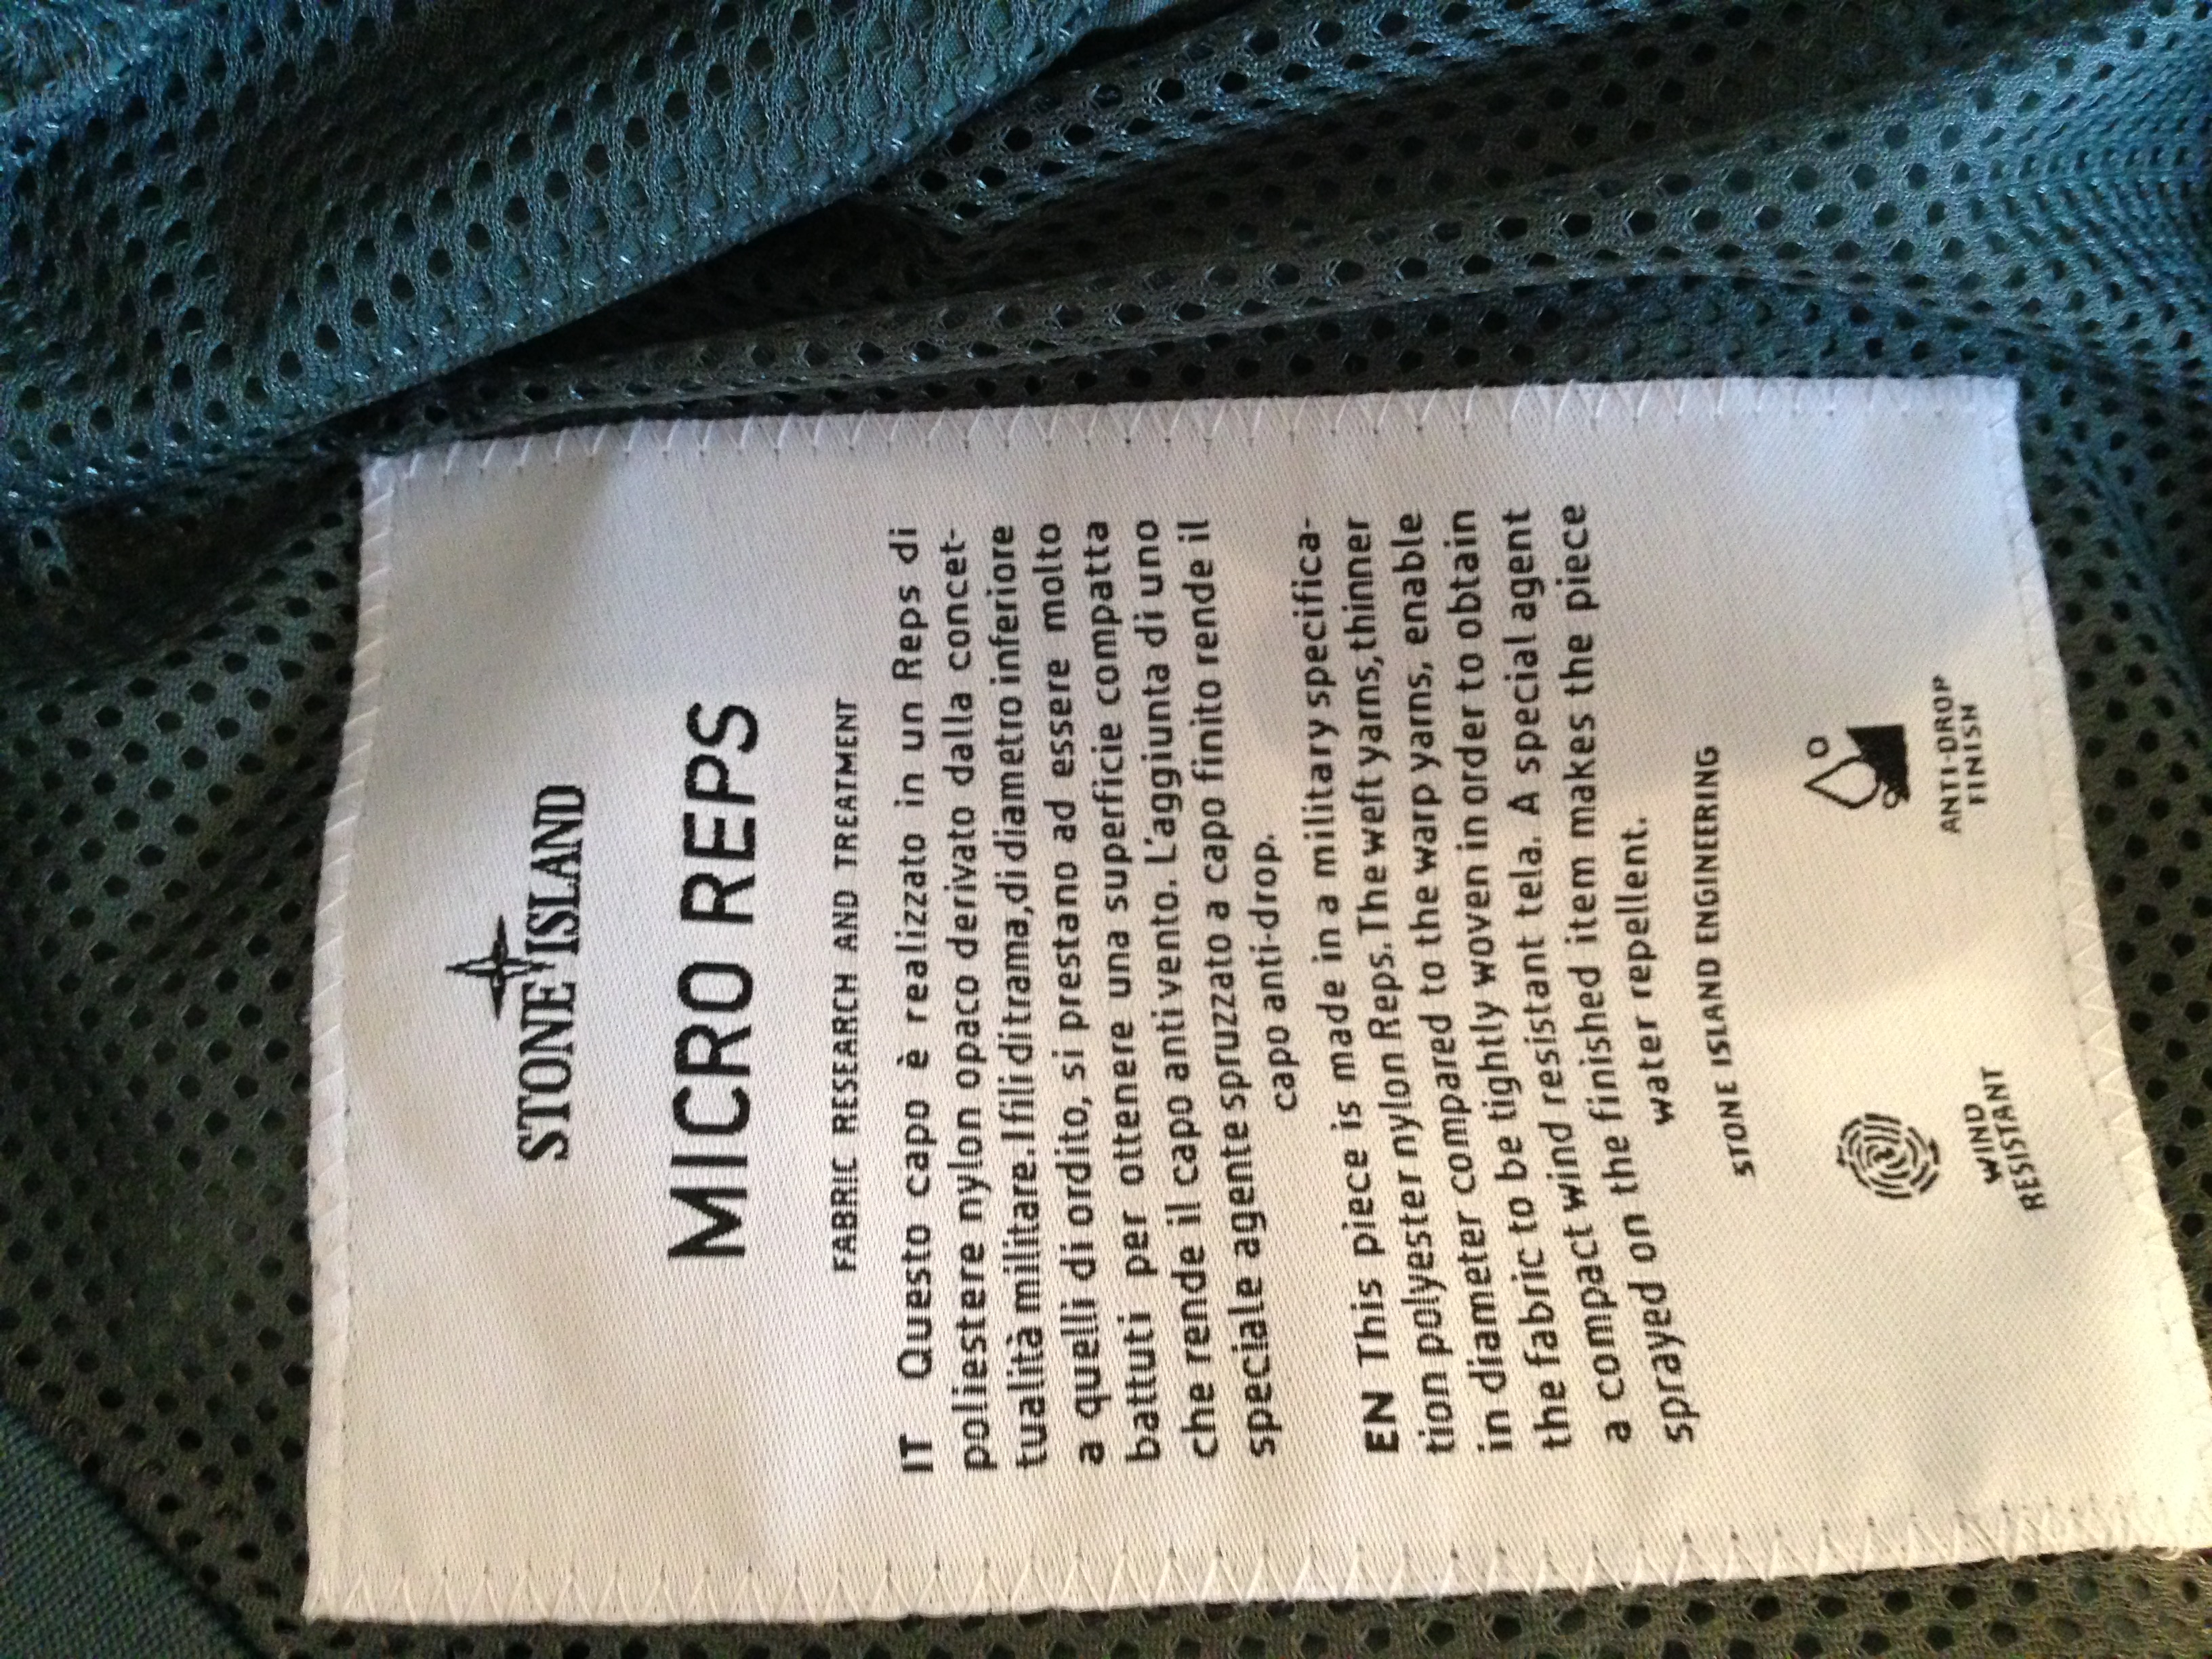 STONE ISLAND
MICRO REPS
FABRIC RESEARCH AND TREATMENT
IT Questo capo è realizzato in un Reps di
poliestere nylon opaco derivato dalla concet-
tualità militare. I fili di trama, di diametro inferiore
a quelli di ordito, si prestano ad essere molto
battuti per ottenere una superficie compatta
che rende il capo anti vento. L'aggiunta di uno
speciale agente spruzzato a capo finito rende il
capo anti-drop.
EN This piece is made in a military specifica-
tion polyester nylon Reps. The weft yarns, thinner
in diameter compared to the warp yarns, enable
the fabric to be tightly woven in order to obtain
a compact wind resistant tela. A special agent
sprayed on the finished item makes the piece
water repellent.
STONE ISLAND ENGINEERING
WIND
RESISTANT
ANTI-DROP
FINISH